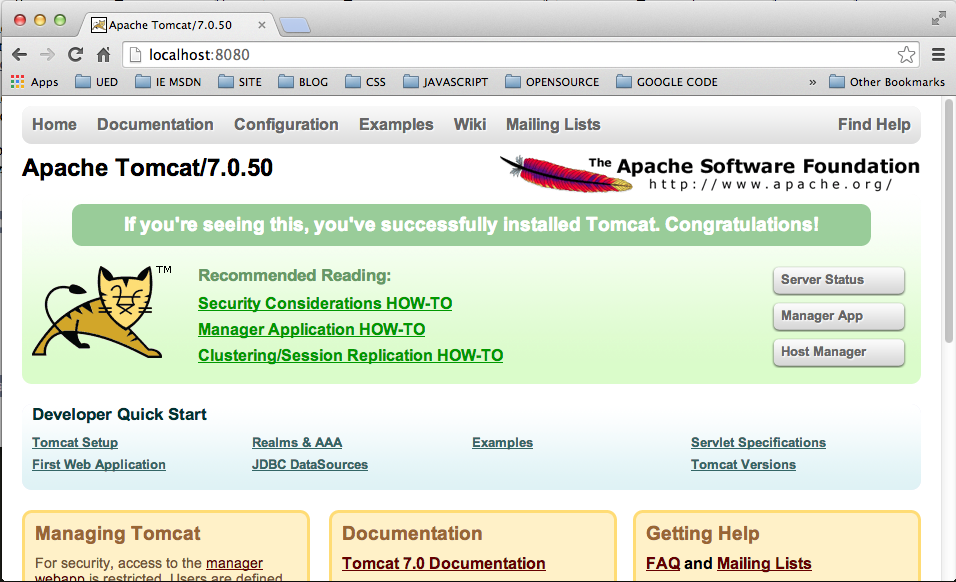 Apache Tomcat/7.0.50
localhost:8080
Apps UED IE MSDN SITE BLOG CSS JAVASCRIPT OPENSOURCE GOOGLE CODE » Other Bookmarks
Home Documentation Configuration Examples Wiki Mailing Lists Find Help
Apache Tomcat/7.0.50
The Apache Software Foundation
http://www.apache.org/
If you're seeing this, you've successfully installed Tomcat. Congratulations!
TM
Recommended Reading:
Security Considerations HOW-TO
Manager Application HOW-TO
Clustering/Session Replication HOW-TO
Server Status
Manager App
Host Manager
Developer Quick Start
Tomcat Setup Realms & AAA Examples Servlet Specifications
First Web Application JDBC DataSources Tomcat Versions
Managing Tomcat
For security, access to the manager
webapp is restricted. Users are defined
Documentation
Tomcat 7.0 Documentation
Getting Help
FAQ and Mailing Lists